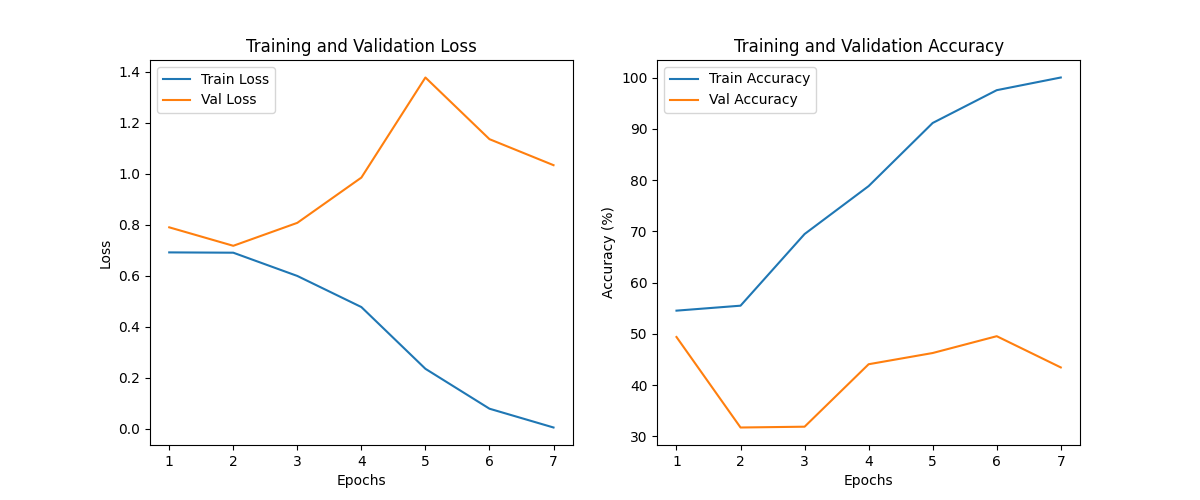 Training and Validation Loss
Train Loss
Val Loss
1.4
1.2
1.0
0.8
0.6
0.4
0.2
0.0
Loss
1 2 3 4 5 6 7
Epochs
Training and Validation Accuracy
Train Accuracy
Val Accuracy
100
90
80
70
60
50
40
30
Accuracy (%)
1 2 3 4 5 6 7
Epochs